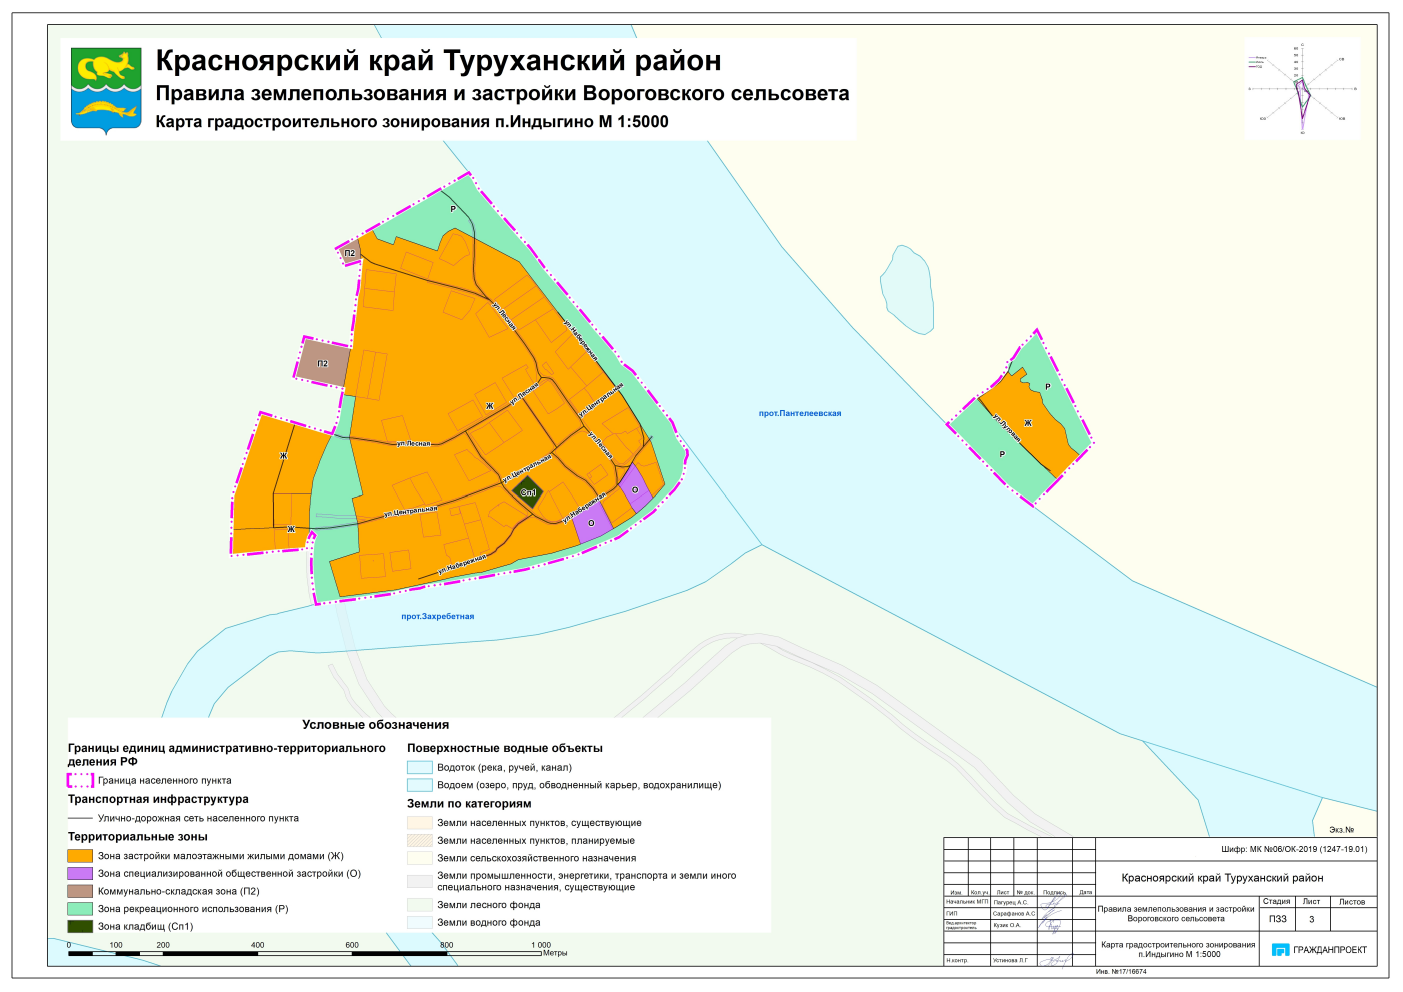 Красноярский край Туруханский район
Правила землепользования и застройки Вороговского сельсовета
Карта градостроительного зонирования п.Индыгино М 1:5000
С
СВ
В
ЮВ
Ю
ЮЗ
З
Р
П2
ул.Лесная
ул.Набережная
П2
Р
ул.Лесная
ул.Центральная
Ж
прот.Пантелеевская
Ж
ул.Луговая
ул.Лесная
ул.Лесная
Ж
Р
ул.Центральная
Сп1
О
ул.Центральная
ул.Набережная
О
Ж
ул.Набережная
прот.Захребетная
Условные обозначения
Границы единиц административно-территориального
деления РФ
Граница населенного пункта
Транспортная инфраструктура
Улично-дорожная сеть населенного пункта
Территориальные зоны
Зона застройки малоэтажными жилыми домами (Ж)
Зона специализированной общественной застройки (О)
Коммунально-складская зона (П2)
Зона рекреационного использования (Р)
Зона кладбищ (Сп1)
Поверхностные водные объекты
Водоток (река, ручей, канал)
Водоем (озеро, пруд, обводненный карьер, водохранилище)
Земли по категориям
Земли населенных пунктов, существующие
Земли населенных пунктов, планируемые
Земли сельскохозяйственного назначения
Земли промышленности, энергетики, транспорта и земли иного
специального назначения, существующие
Земли лесного фонда
Земли водного фонда
0 100 200 400 600 800 1 000
Метры
Экз.№
Шифр: МК №06/ОК-2019 (1247-19.01)
Красноярский край Туруханский район
Изм. Кол.уч. Лист № док. Подпись Дата
Начальник МГП Пагурец А.С.
ГИП Сарафанов А.С
Вед.архитектор
градостроитель Кузик О.А.
Н.контр. Устинова Л.Г
Правила землепользования и застройки
Вороговского сельсовета
Стадия Лист Листов
ПЗЗ 3
Карта градостроительного зонирования
п.Индыгино М 1:5000
ГРАЖДАНПРОЕКТ
Инв. №17/16674